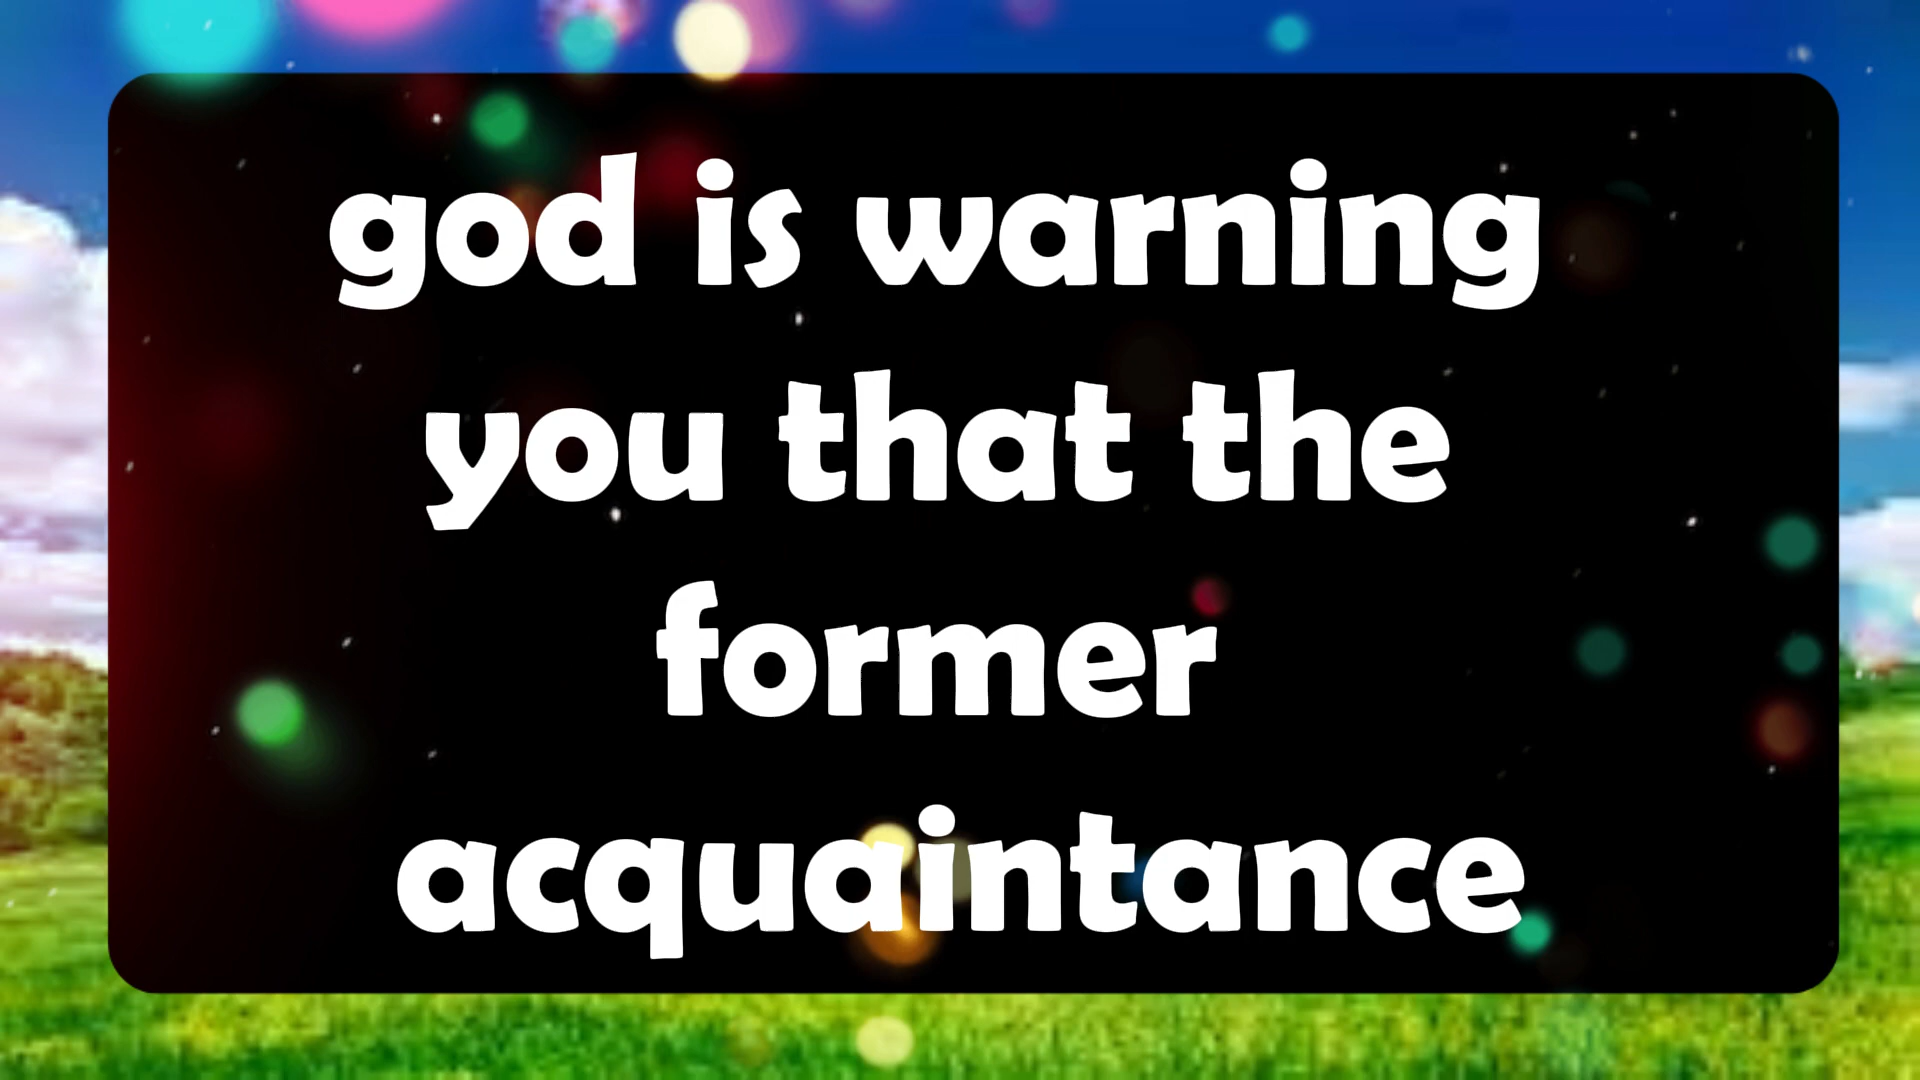 god is warning
you that the
former
acquaintance